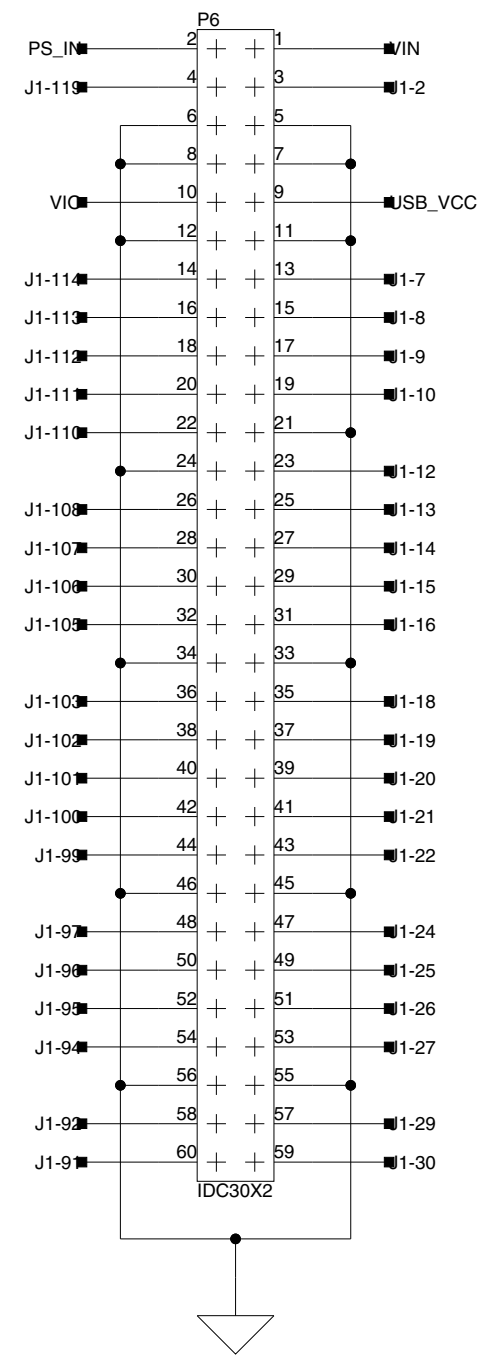 P6
PS_IN 2 1 VIN
J1-119 4 3 J1-2
6 5
8 7
VIO 10 9 USB_VCC
12 11
J1-114 14 13 J1-7
J1-113 16 15 J1-8
J1-112 18 17 J1-9
J1-111 20 19 J1-10
J1-110 22 21
24 23 J1-12
J1-108 26 25 J1-13
J1-107 28 27 J1-14
J1-106 30 29 J1-15
J1-105 32 31 J1-16
34 33
J1-103 36 35 J1-18
J1-102 38 37 J1-19
J1-101 40 39 J1-20
J1-100 42 41 J1-21
J1-99 44 43 J1-22
46 45
J1-97 48 47 J1-24
J1-96 50 49 J1-25
J1-95 52 51 J1-26
J1-94 54 53 J1-27
56 55
J1-92 58 57 J1-29
J1-91 60 59 J1-30
IDC30X2